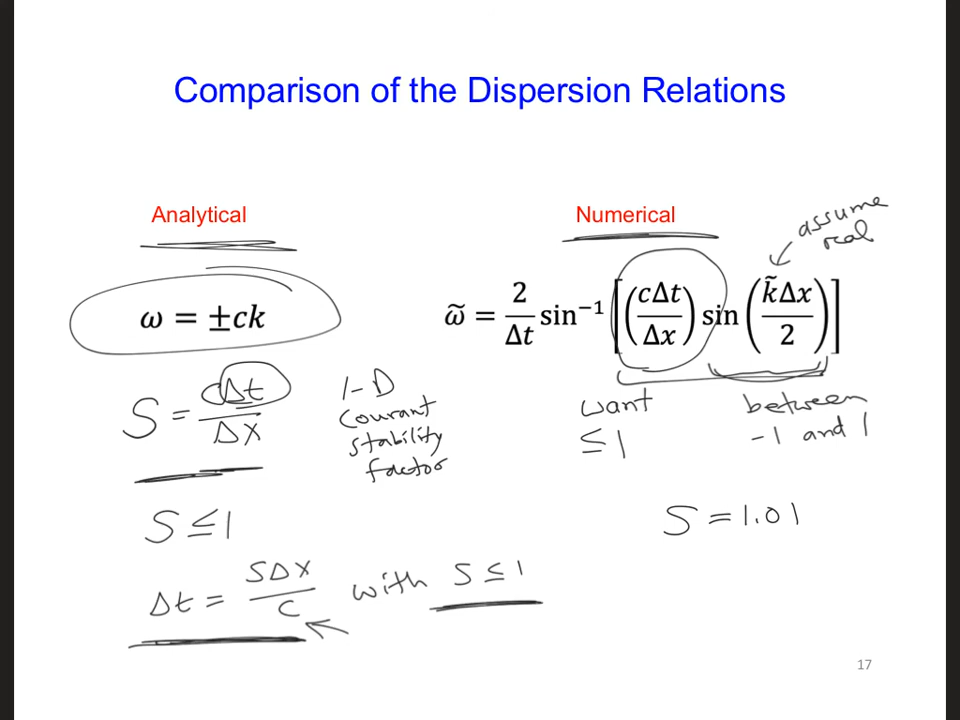 Comparison of the Dispersion Relations
Analytical
Numerical
assume
real
ω = ±ck
ω̃ = 2/Δt sin⁻¹[(cΔt/Δx) sin(k̃Δx/2)]
S = cΔt/Δx
1-D
Courant
stability
factor
want
≤ 1
between
-1 and 1
S ≤ 1
S = 1.01
Δt = SΔx/c with S ≤ 1
17